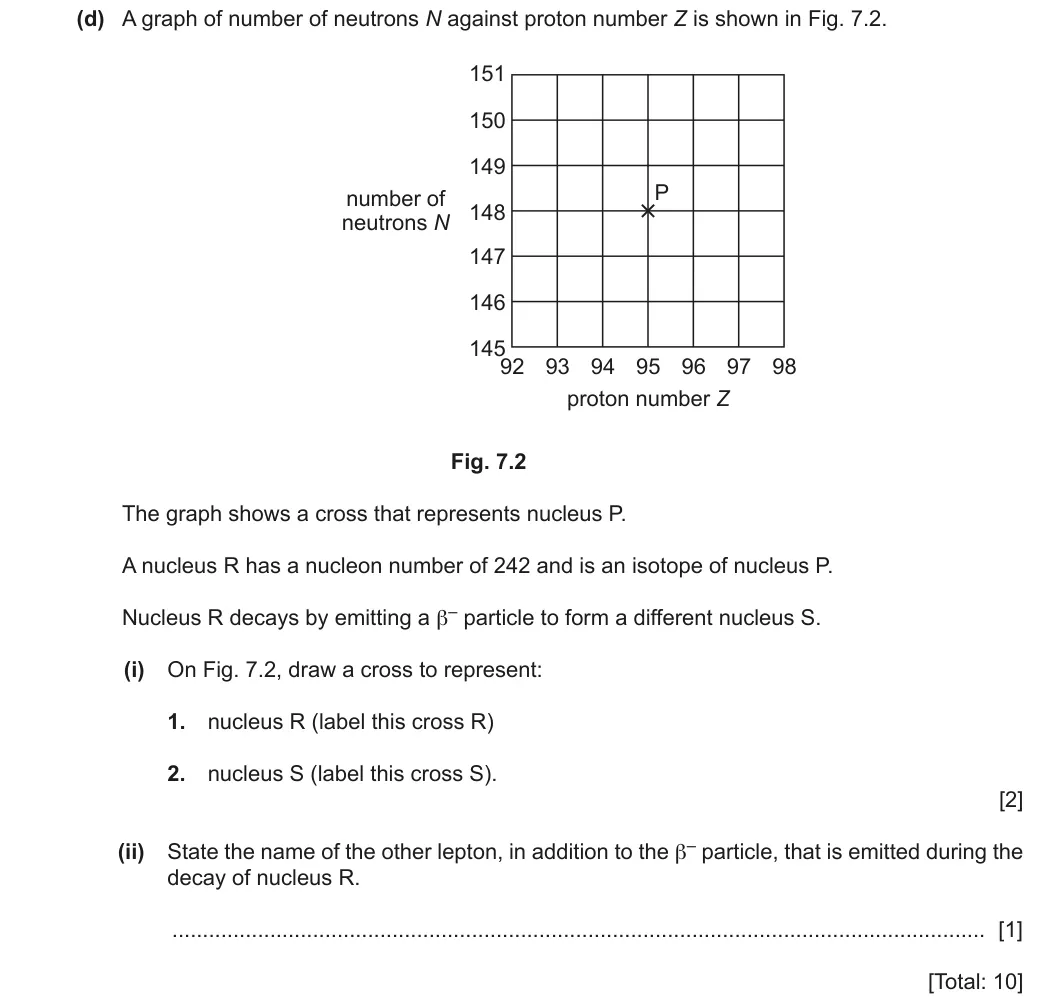 (d) A graph of number of neutrons N against proton number Z is shown in Fig. 7.2.
151
150
149
148
147
146
145
number of
neutrons N
P
92 93 94 95 96 97 98
proton number Z
Fig. 7.2
The graph shows a cross that represents nucleus P.
A nucleus R has a nucleon number of 242 and is an isotope of nucleus P.
Nucleus R decays by emitting a β⁻ particle to form a different nucleus S.
(i) On Fig. 7.2, draw a cross to represent:
1. nucleus R (label this cross R)
2. nucleus S (label this cross S).
[2]
(ii) State the name of the other lepton, in addition to the β⁻ particle, that is emitted during the
decay of nucleus R.
...................................................................................................................................... [1]
[Total: 10]